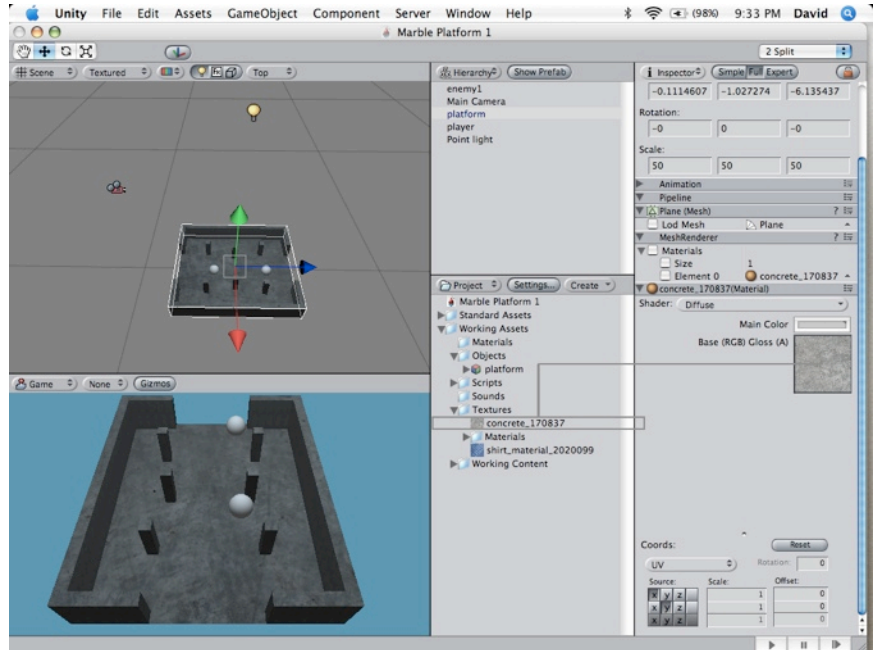 Unity File Edit Assets GameObject Component Server Window Help (98%) 9:33 PM David
Marble Platform 1
2 Split
Scene Textured Top
Hierarchy Show Prefab
enemy1
Main Camera
platform
player
Point light
Inspector Simple Full Expert
-0.1114607 -1.027274 -6.135437
Rotation:
-0 0 -0
Scale:
50 50 50
Animation
Pipeline
Plane (Mesh) ?
Lod Mesh Plane
MeshRenderer ?
Materials
Size 1
Element 0 concrete_170837
concrete_170837(Material)
Shader: Diffuse
Main Color
Base (RGB) Gloss (A)
Project Settings... Create
Marble Platform 1
Standard Assets
Working Assets
Materials
Objects
platform
Scripts
Sounds
Textures
concrete_170837
Materials
shirt_material_2020099
Working Content
Game None Gizmos
Coords: Reset
UV Rotation: 0
Source: Scale: Offset:
x y z 1 0
x y z 1 0
x y z 1 0